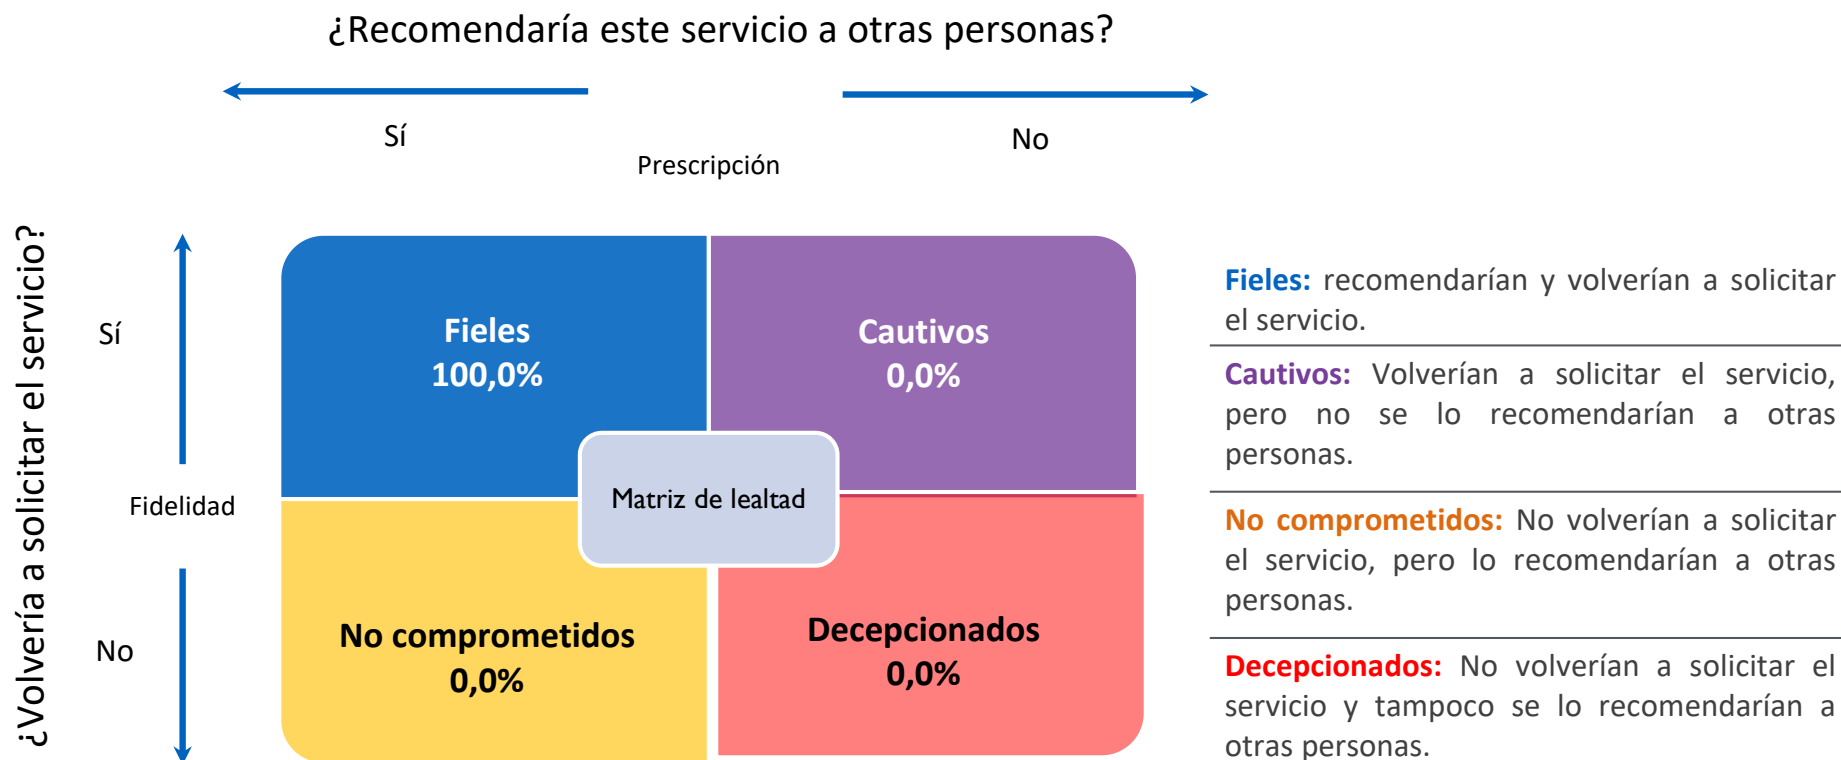 ¿Recomendaría este servicio a otras personas?
Sí
No
Prescripción
¿Volvería a solicitar el servicio?
Sí
Fidelidad
No
Fieles
100,0%
Cautivos
0,0%
Matriz de lealtad
No comprometidos
0,0%
Decepcionados
0,0%
Fieles: recomendarían y volverían a solicitar
el servicio.
Cautivos: Volverían a solicitar el servicio,
pero no se lo recomendarían a otras
personas.
No comprometidos: No volverían a solicitar
el servicio, pero lo recomendarían a otras
personas.
Decepcionados: No volverían a solicitar el
servicio y tampoco se lo recomendarían a
otras personas.